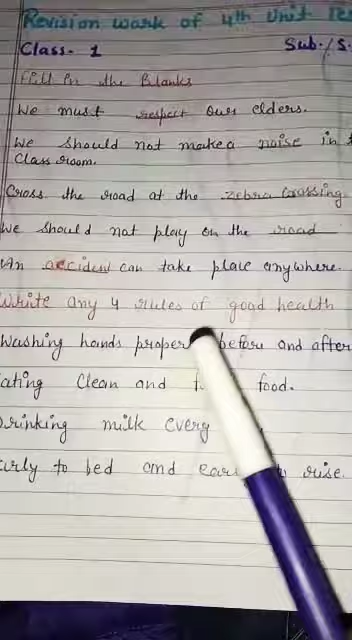 Revision work of 4th Unit Tes
Class- 1 Sub./S.
Fill in the Blanks
We must respect our elders.
We should not make a noise in
Class room.
Cross the road at the zebra crossing
We should not play on the road
An accident can take place anywhere.
Write any 4 rules of good health
Washing hands proper before and after
ating Clean and food.
Drinking milk every
arly to bed and ear rise.